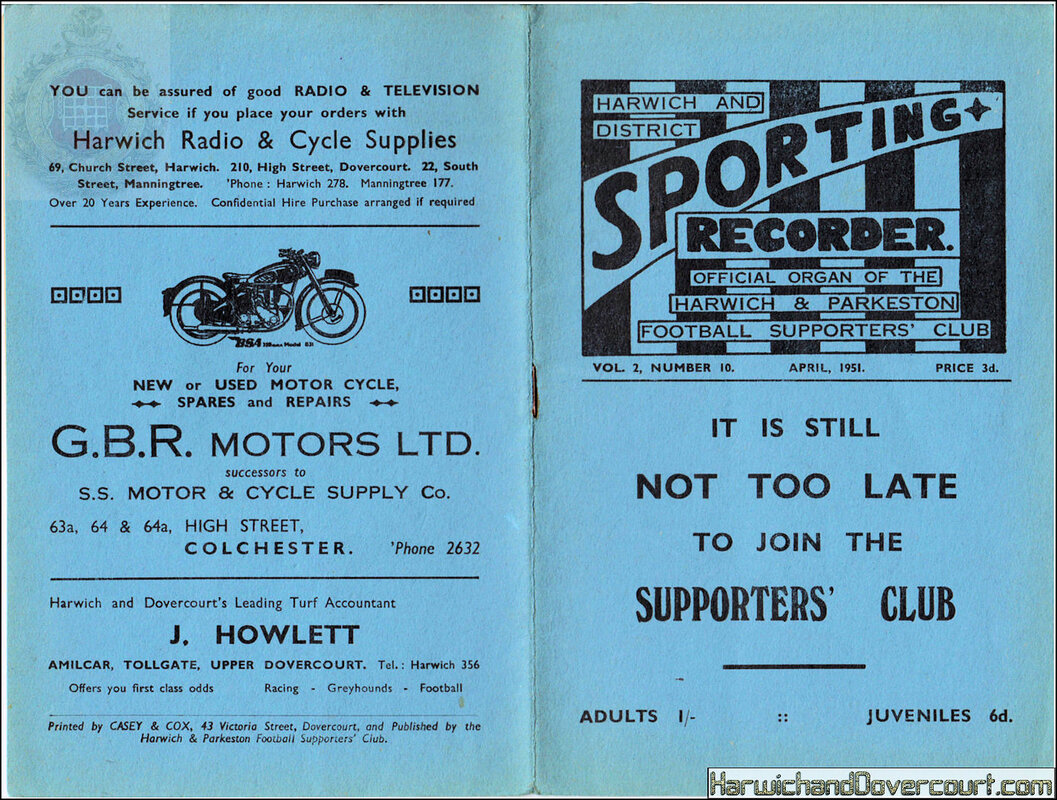 YOU can be assured of good RADIO & TELEVISION
Service if you place your orders with
Harwich Radio & Cycle Supplies
69, Church Street, Harwich. 210, High Street, Dovercourt. 22, South
Street, Manningtree. 'Phone : Harwich 278. Manningtree 177.
Over 20 Years Experience. Confidential Hire Purchase arranged if required
BSA
For Your
NEW or USED MOTOR CYCLE,
SPARES and REPAIRS
G.B.R. MOTORS LTD.
successors to
S.S. MOTOR & CYCLE SUPPLY Co.
63a, 64 & 64a, HIGH STREET,
COLCHESTER. 'Phone 2632
Harwich and Dovercourt's Leading Turf Accountant
J. HOWLETT
AMILCAR, TOLLGATE, UPPER DOVERCOURT. Tel.: Harwich 356
Offers you first class odds Racing - Greyhounds - Football
Printed by CASEY & COX, 43 Victoria Street, Dovercourt, and Published by the
Harwich & Parkeston Football Supporters' Club.
HARWICH AND
DISTRICT
SPORTING
RECORDER.
OFFICIAL ORGAN OF THE
HARWICH & PARKESTON
FOOTBALL SUPPORTERS' CLUB
VOL. 2, NUMBER 10. APRIL, 1951. PRICE 3d.
IT IS STILL
NOT TOO LATE
TO JOIN THE
SUPPORTERS' CLUB
ADULTS 1/- :: JUVENILES 6d.
HarwichandDovercourt.com